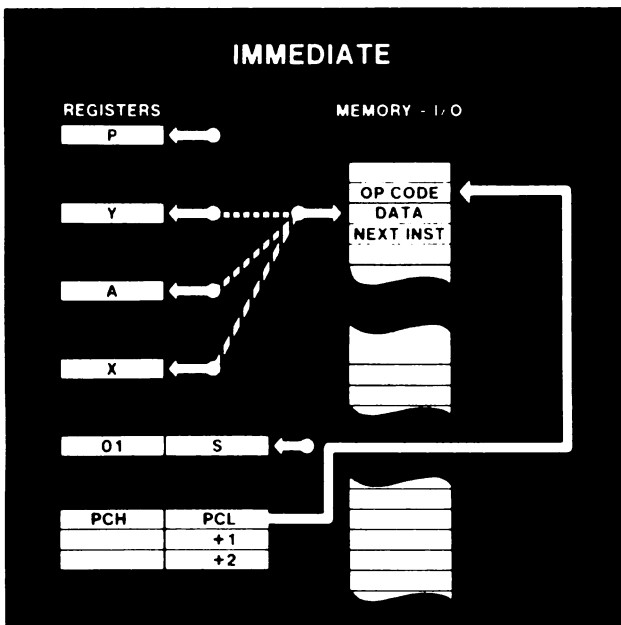 IMMEDIATE
REGISTERS
MEMORY - I/O
P
Y
A
X
01 S
PCH PCL
+1
+2
OP CODE
DATA
NEXT INST